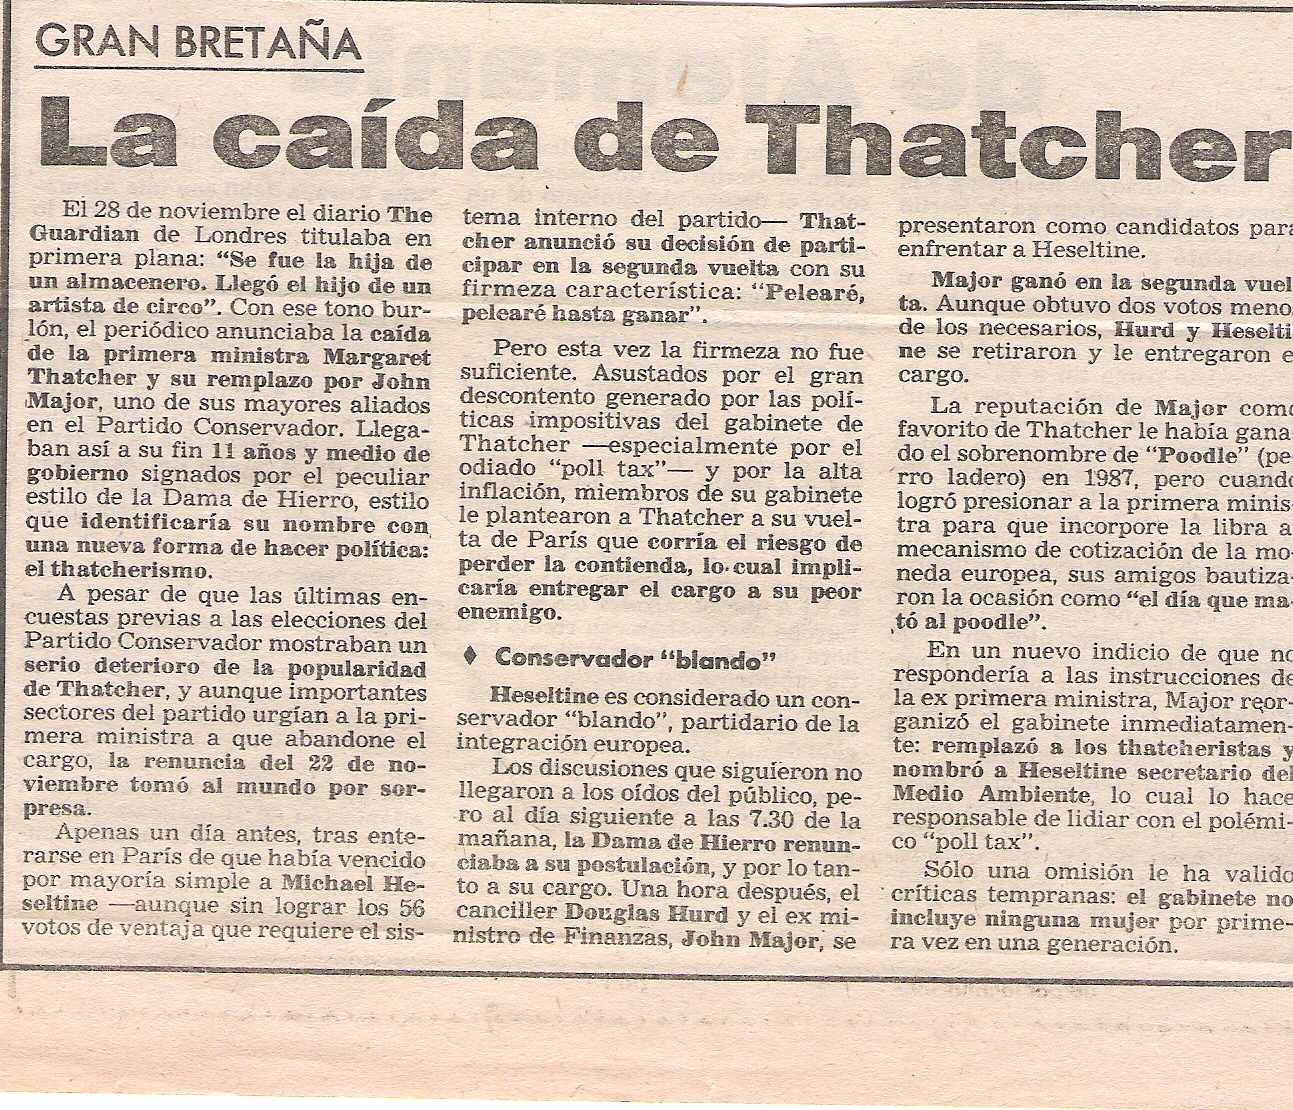 GRAN BRETAÑA
La caída de Thatcher
El 28 de noviembre el diario The
Guardian de Londres titulaba en
primera plana: “Se fue la hija de
un almacenero. Llegó el hijo de un
artista de circo”. Con ese tono bur-
lón, el periódico anunciaba la caída
de la primera ministra Margaret
Thatcher y su remplazo por John
Major, uno de sus mayores aliados
en el Partido Conservador. Llega-
ban así a su fin 11 años y medio de
gobierno signados por el peculiar
estilo de la Dama de Hierro, estilo
que identificaría su nombre con
una nueva forma de hacer política:
el thatcherismo.
A pesar de que las últimas en-
cuestas previas a las elecciones del
Partido Conservador mostraban un
serio deterioro de la popularidad
de Thatcher, y aunque importantes
sectores del partido urgían a la pri-
mera ministra a que abandone el
cargo, la renuncia del 22 de no-
viembre tomó al mundo por sor-
presa.
Apenas un día antes, tras ente-
rarse en París de que había vencido
por mayoría simple a Michael He-
seltine —aunque sin lograr los 56
votos de ventaja que requiere el sis-
tema interno del partido— That-
cher anunció su decisión de parti-
cipar en la segunda vuelta con su
firmeza característica: “Pelearé,
pelearé hasta ganar”.
Pero esta vez la firmeza no fue
suficiente. Asustados por el gran
descontento generado por las polí-
ticas impositivas del gabinete de
Thatcher —especialmente por el
odiado “poll tax”— y por la alta
inflación, miembros de su gabinete
le plantearon a Thatcher a su vuel-
ta de París que corría el riesgo de
perder la contienda, lo cual impli-
caría entregar el cargo a su peor
enemigo.
♦ Conservador “blando”
Heseltine es considerado un con-
servador “blando”, partidario de la
integración europea.
Los discusiones que siguieron no
llegaron a los oídos del público, pe-
ro al día siguiente a las 7.30 de la
mañana, la Dama de Hierro renun-
ciaba a su postulación, y por lo tan-
to a su cargo. Una hora después, el
canciller Douglas Hurd y el ex mi-
nistro de Finanzas, John Major, se
presentaron como candidatos para
enfrentar a Heseltine.
Major ganó en la segunda vuel
ta. Aunque obtuvo dos votos meno
de los necesarios, Hurd y Heselti
ne se retiraron y le entregaron e
cargo.
La reputación de Major como
favorito de Thatcher le había gana-
do el sobrenombre de “Poodle” (pe-
rro ladero) en 1987, pero cuando
logró presionar a la primera minis-
tra para que incorpore la libra a
mecanismo de cotización de la mo-
neda europea, sus amigos bautiza-
ron la ocasión como “el día que ma-
tó al poodle”.
En un nuevo indicio de que no
respondería a las instrucciones de
la ex primera ministra, Major reor-
ganizó el gabinete inmediatamen-
te: remplazó a los thatcheristas y
nombró a Heseltine secretario del
Medio Ambiente, lo cual lo hace
responsable de lidiar con el polémi-
co “poll tax”.
Sólo una omisión le ha valido
críticas tempranas: el gabinete no
incluye ninguna mujer por prime-
ra vez en una generación.